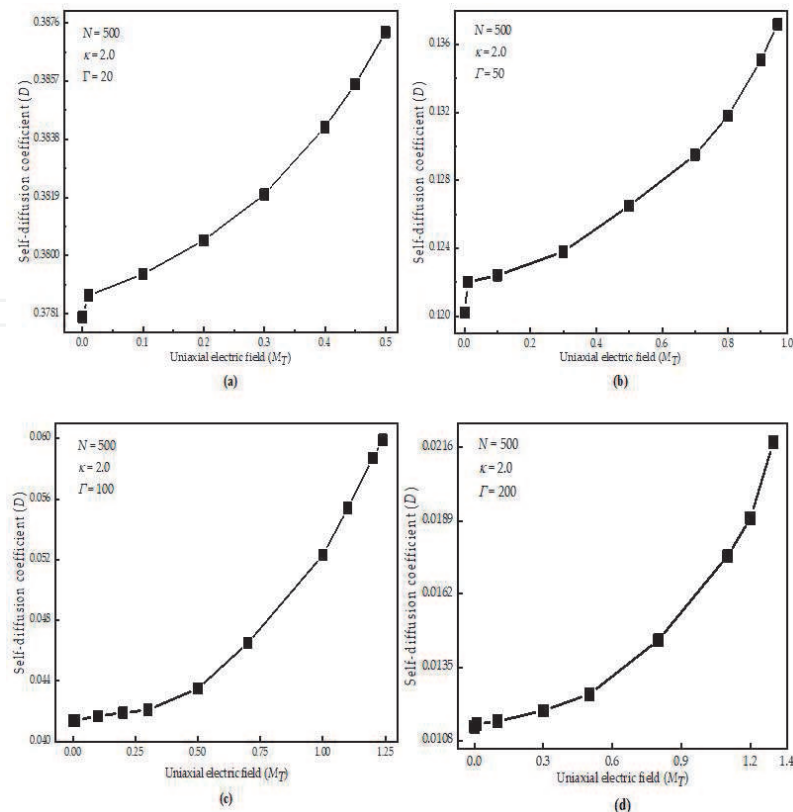 0.3876
0.3857
0.3838
0.3819
0.3800
0.3781
Self-diffusion coefficient (D)
N = 500
κ = 2.0
Γ = 20
0.0 0.1 0.2 0.3 0.4 0.5
Uniaxial electric field (M_T)
(a)
0.136
0.132
0.128
0.124
0.120
Self-diffusion coefficient (D)
N = 500
κ = 2.0
Γ = 50
0.0 0.2 0.4 0.6 0.8 1.0
Uniaxial electric field (M_T)
(b)
0.060
0.056
0.052
0.048
0.044
0.040
Self-diffusion coefficient (D)
N = 500
κ = 2.0
Γ = 100
0.00 0.25 0.50 0.75 1.00 1.25
Uniaxial electric field (M_T)
(c)
0.0216
0.0189
0.0162
0.0135
0.0108
Self-diffusion coefficient (D)
N = 500
κ = 2.0
Γ = 200
0.0 0.3 0.6 0.9 1.2 1.4
Uniaxial electric field (M_T)
(d)